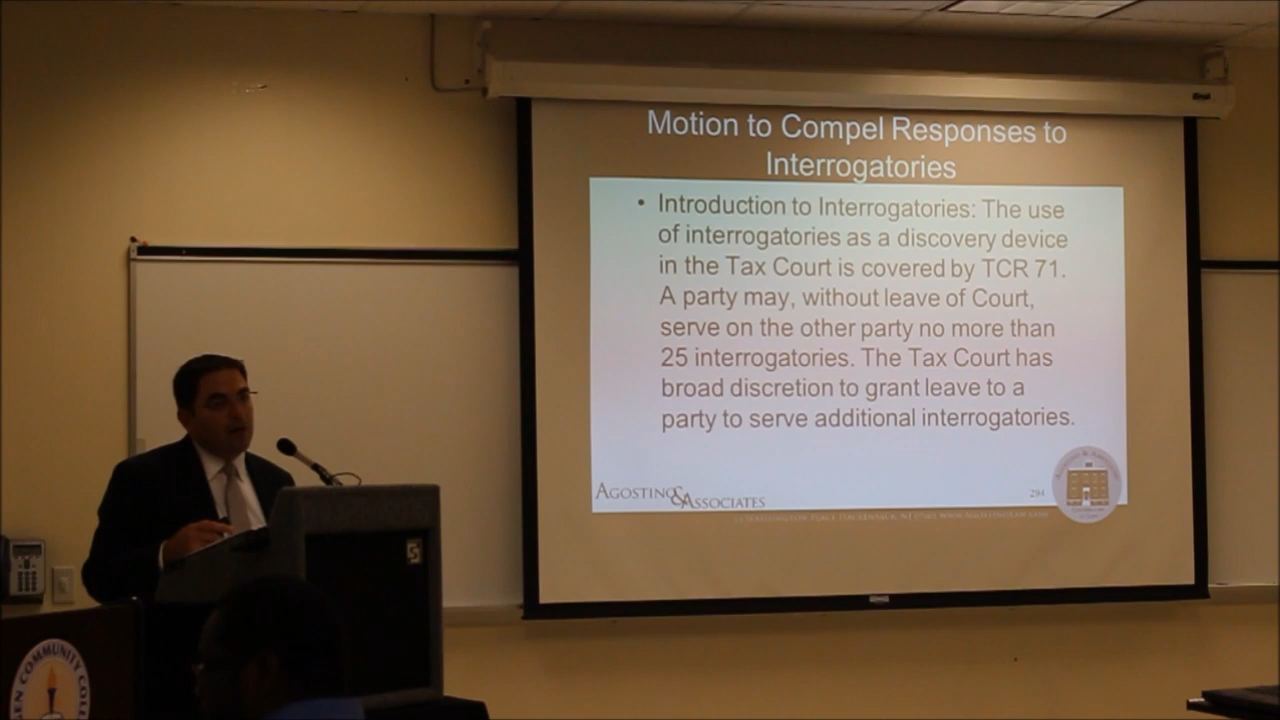 Motion to Compel Responses to
Interrogatories
• Introduction to Interrogatories: The use
of interrogatories as a discovery device
in the Tax Court is covered by TCR 71.
A party may, without leave of Court,
serve on the other party no more than
25 interrogatories. The Tax Court has
broad discretion to grant leave to a
party to serve additional interrogatories.
AGOSTINO & ASSOCIATES
294
EN COMMUNITY COLL